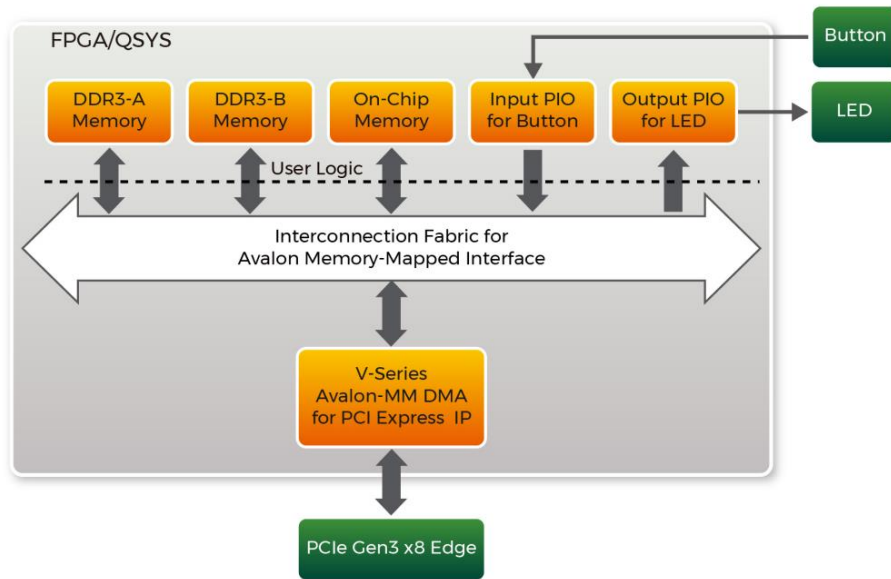 FPGA/QSYS
Button
DDR3-A
Memory
DDR3-B
Memory
On-Chip
Memory
Input PIO
for Button
Output PIO
for LED
LED
User Logic
Interconnection Fabric for
Avalon Memory-Mapped Interface
V-Series
Avalon-MM DMA
for PCI Express IP
PCIe Gen3 x8 Edge